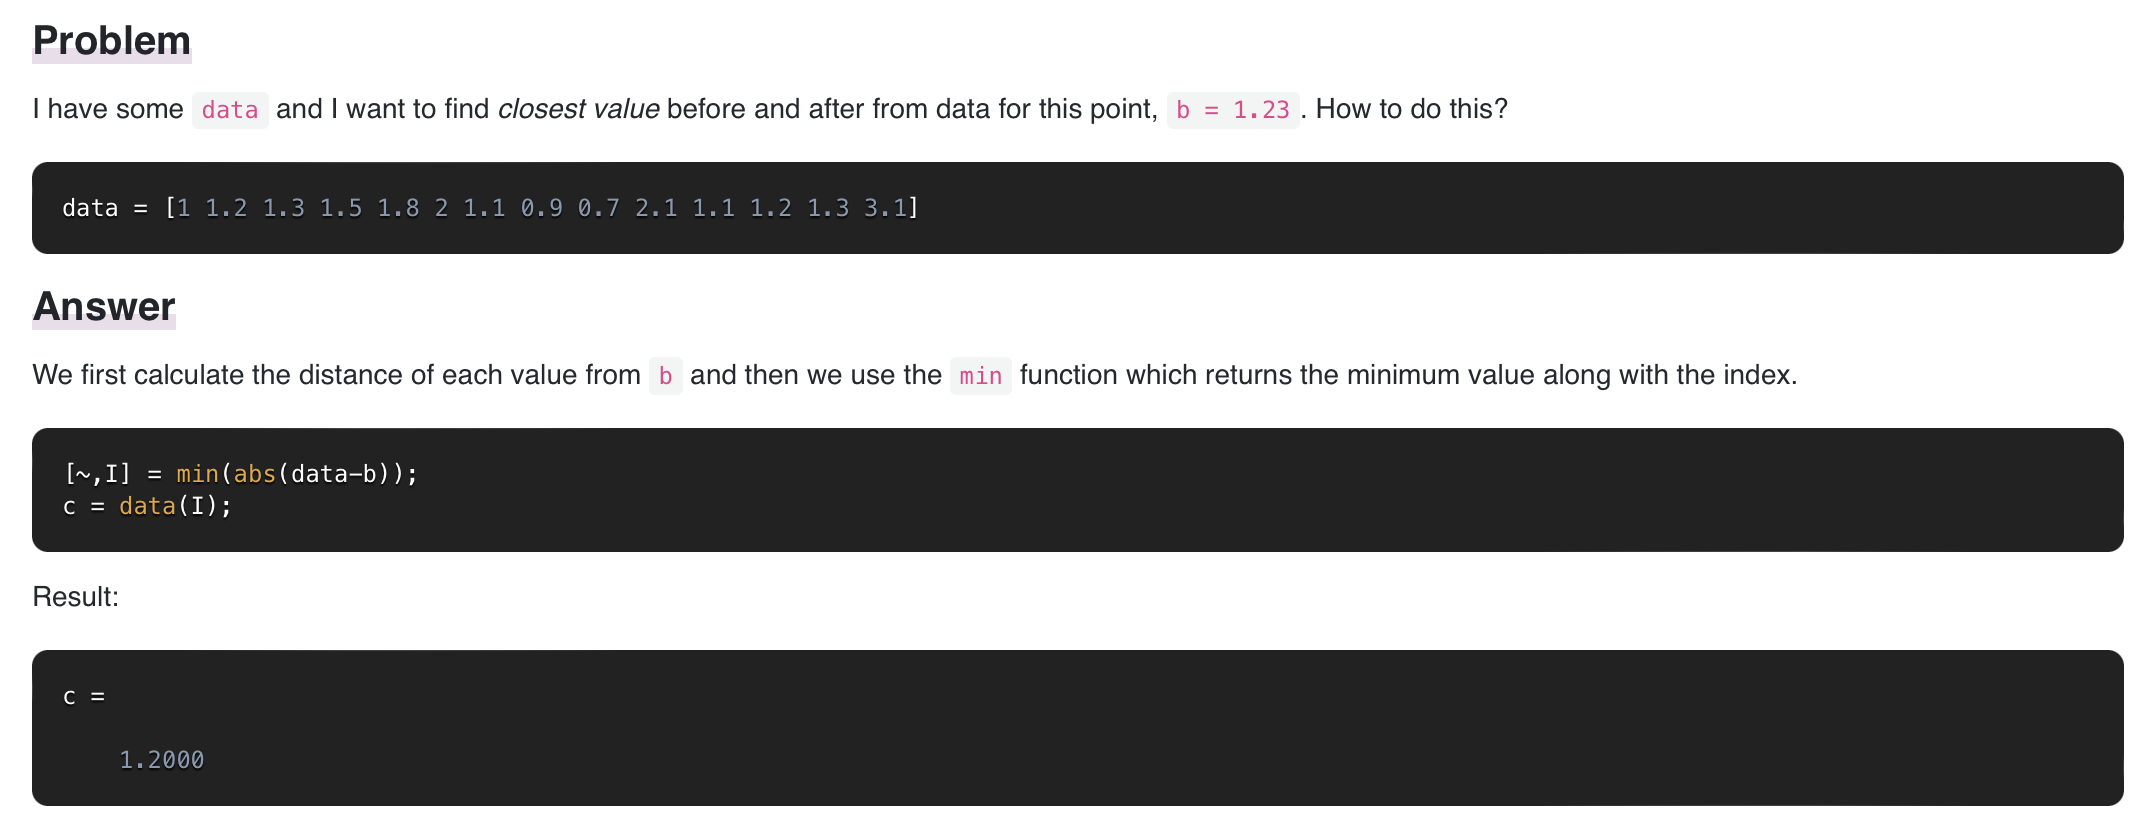 Problem
I have some data and I want to find closest value before and after from data for this point, b = 1.23. How to do this?
data = [1 1.2 1.3 1.5 1.8 2 1.1 0.9 0.7 2.1 1.1 1.2 1.3 3.1]
Answer
We first calculate the distance of each value from b and then we use the min function which returns the minimum value along with the index.
[~,I] = min(abs(data-b));
c = data(I);
Result:
c =
1.2000